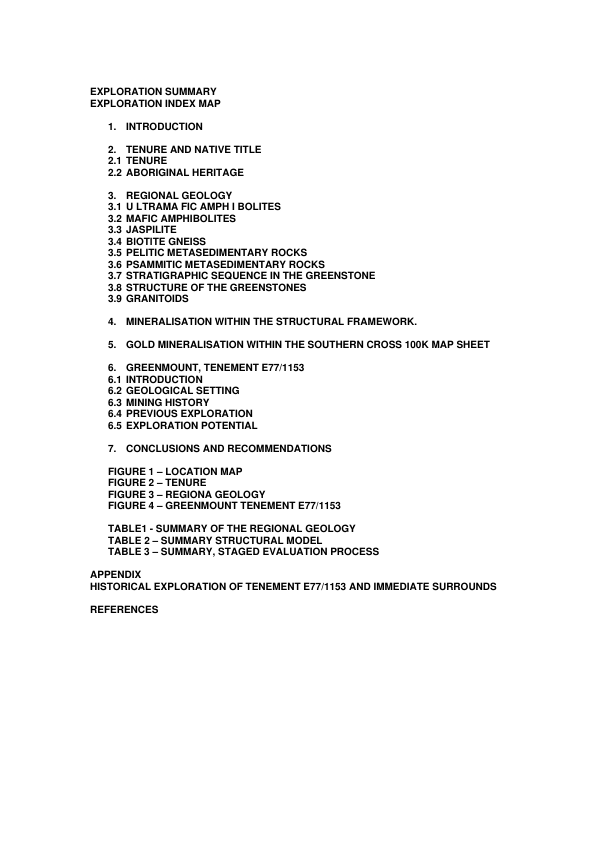 EXPLORATION SUMMARY
EXPLORATION INDEX MAP
1. INTRODUCTION
2. TENURE AND NATIVE TITLE
2.1 TENURE
2.2 ABORIGINAL HERITAGE
3. REGIONAL GEOLOGY
3.1 U LTRAMA FIC AMPH I BOLITES
3.2 MAFIC AMPHIBOLITES
3.3 JASPILITE
3.4 BIOTITE GNEISS
3.5 PELITIC METASEDIMENTARY ROCKS
3.6 PSAMMITIC METASEDIMENTARY ROCKS
3.7 STRATIGRAPHIC SEQUENCE IN THE GREENSTONE
3.8 STRUCTURE OF THE GREENSTONES
3.9 GRANITOIDS
4. MINERALISATION WITHIN THE STRUCTURAL FRAMEWORK.
5. GOLD MINERALISATION WITHIN THE SOUTHERN CROSS 100K MAP SHEET
6. GREENMOUNT, TENEMENT E77/1153
6.1 INTRODUCTION
6.2 GEOLOGICAL SETTING
6.3 MINING HISTORY
6.4 PREVIOUS EXPLORATION
6.5 EXPLORATION POTENTIAL
7. CONCLUSIONS AND RECOMMENDATIONS
FIGURE 1 – LOCATION MAP
FIGURE 2 – TENURE
FIGURE 3 – REGIONA GEOLOGY
FIGURE 4 – GREENMOUNT TENEMENT E77/1153
TABLE1 - SUMMARY OF THE REGIONAL GEOLOGY
TABLE 2 – SUMMARY STRUCTURAL MODEL
TABLE 3 – SUMMARY, STAGED EVALUATION PROCESS
APPENDIX
HISTORICAL EXPLORATION OF TENEMENT E77/1153 AND IMMEDIATE SURROUNDS
REFERENCES